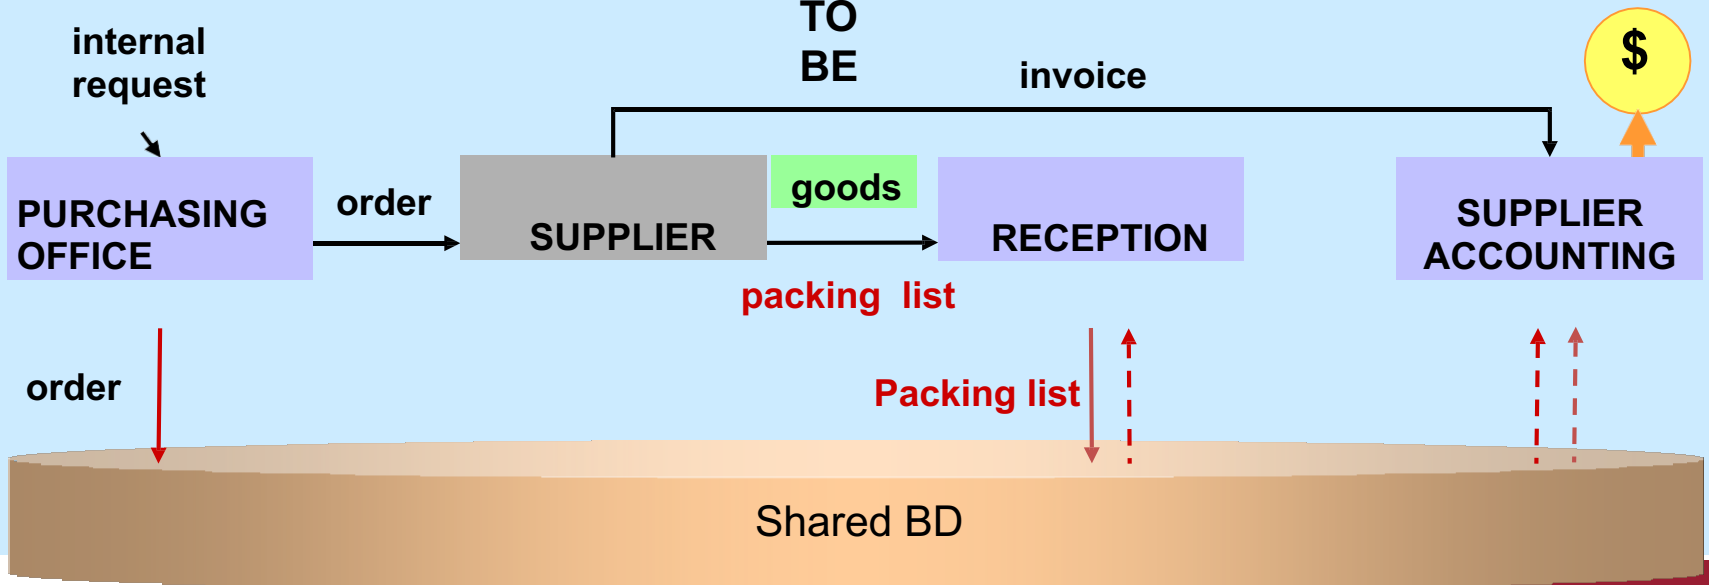 TO
BE
internal
request
invoice
$
PURCHASING
OFFICE
order
SUPPLIER
goods
RECEPTION
SUPPLIER
ACCOUNTING
packing list
order
Packing list
Shared BD